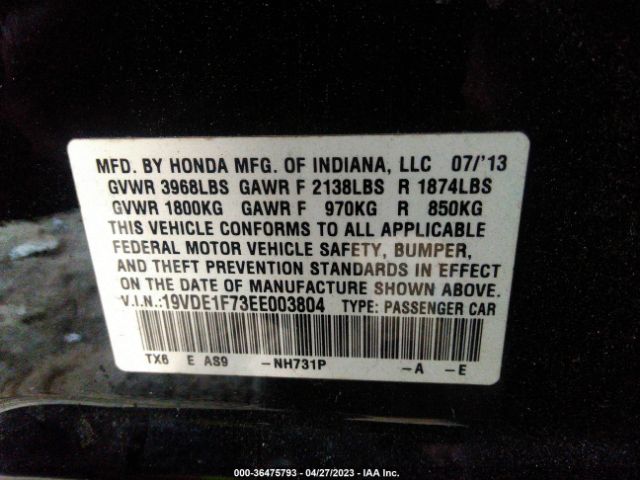 MFD. BY HONDA MFG. OF INDIANA, LLC 07/'13
GVWR 3968LBS GAWR F 2138LBS R 1874LBS
GVWR 1800KG GAWR F 970KG R 850KG
THIS VEHICLE CONFORMS TO ALL APPLICABLE
FEDERAL MOTOR VEHICLE SAFETY, BUMPER,
AND THEFT PREVENTION STANDARDS IN EFFECT
ON THE DATE OF MANUFACTURE SHOWN ABOVE.
V.I.N.:19VDE1F73EE003804 TYPE: PASSENGER CAR
TX6 E AS9 -NH731P -A -E
000-36475793 - 04/27/2023 - IAA Inc.